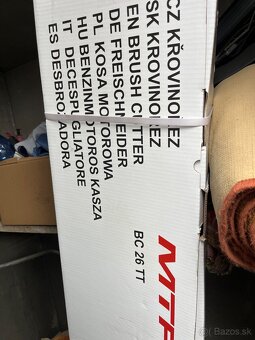 CZ KŘOVINOŘEZ
SK KROVINOREZ
EN BRUSH CUTTER
DE FREISCHNEIDER
PL KOSA MOTOROWA
HU BENZINMOTOROS KASZA
IT DECESPUGLIATORE
ES DESBROZADORA
BC 26 TT
Bazos.sk